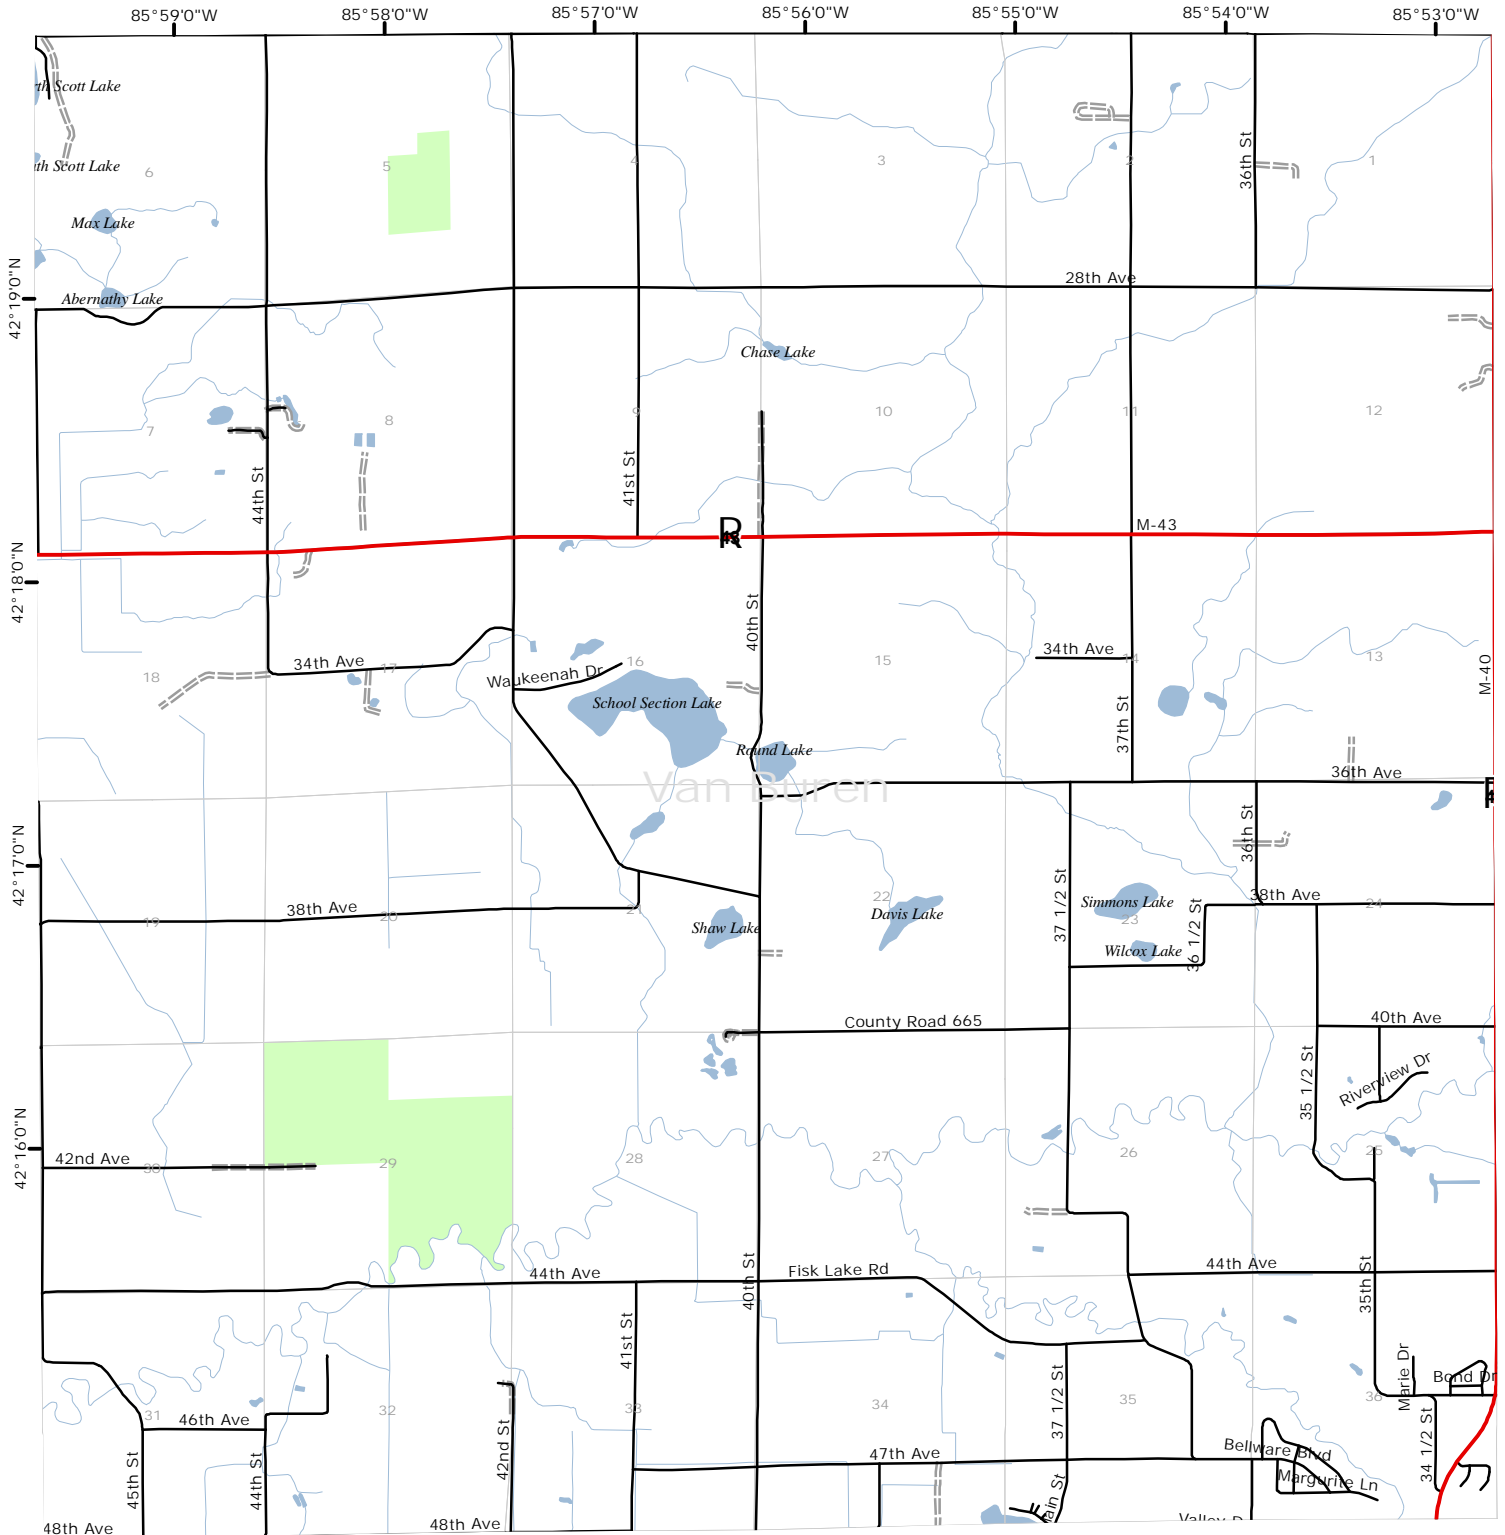 85°59'0"W 85°58'0"W 85°57'0"W 85°56'0"W 85°55'0"W 85°54'0"W 85°53'0"W
th Scott Lake
th Scott Lake
6
5
4
3
2
1
36th St
Max Lake
Abernathy Lake
28th Ave
42°19'0"N
Chase Lake
7
8
9
10
11
12
44th St
41st St
M-43
R
42°18'0"N
40th St
34th Ave
34th Ave
Waukeenah Dr
18
17
16
15
14
13
M-40
School Section Lake
37th St
Round Lake
Van Buren
36th Ave
42°17'0"N
36th St
37 1/2 St
38th Ave
38th Ave
19
20
21
22
23
24
Shaw Lake
Davis Lake
Simmons Lake
Wilcox Lake
36 1/2 St
County Road 665
40th Ave
35 1/2 St
Riverview Dr
42°16'0"N
42nd Ave
30
29
28
27
26
25
44th Ave
40th St
Fisk Lake Rd
44th Ave
35th St
41st St
37 1/2 St
Marie Dr
Bond Dr
31
32
33
34
35
36
46th Ave
45th St
44th St
42nd St
47th Ave
Bellware Blvd
Margurite Ln
34 1/2 St
48th Ave
48th Ave
ain St
Valley D